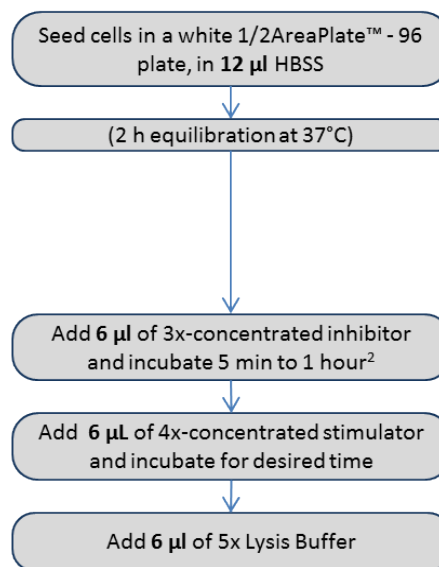 Seed cells in a white 1/2AreaPlate™ - 96
plate, in 12 µl HBSS
(2 h equilibration at 37°C)
Add 6 µl of 3x-concentrated inhibitor
and incubate 5 min to 1 hour²
Add 6 µL of 4x-concentrated stimulator
and incubate for desired time
Add 6 µl of 5x Lysis Buffer